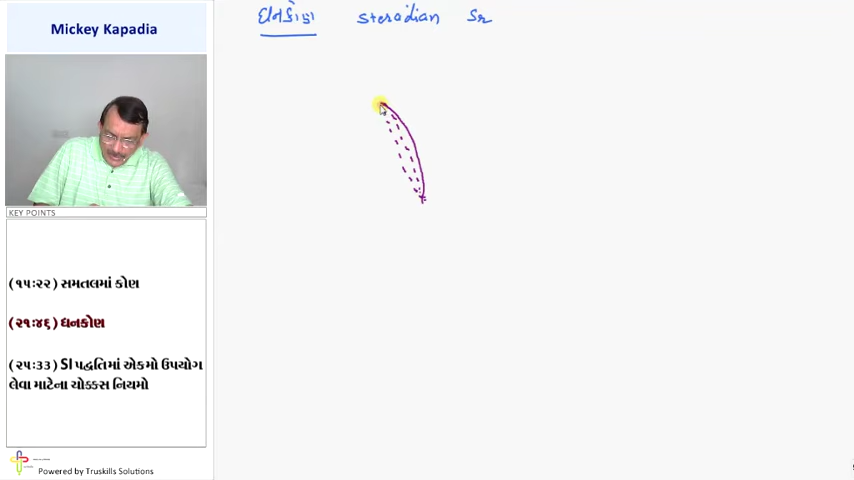 Mickey Kapadia
ઘનકોણ steradian Sr
KEY POINTS
(૧૫:૨૨) સમતલમાં કોણ
(૨૧:૪૬) ઘનકોણ
(૨૫:૩૩) SI પદ્વતિમાં એકમો ઉપયોગ
લેવા માટેના ચોક્કસ નિયમો
Powered by Truskills Solutions